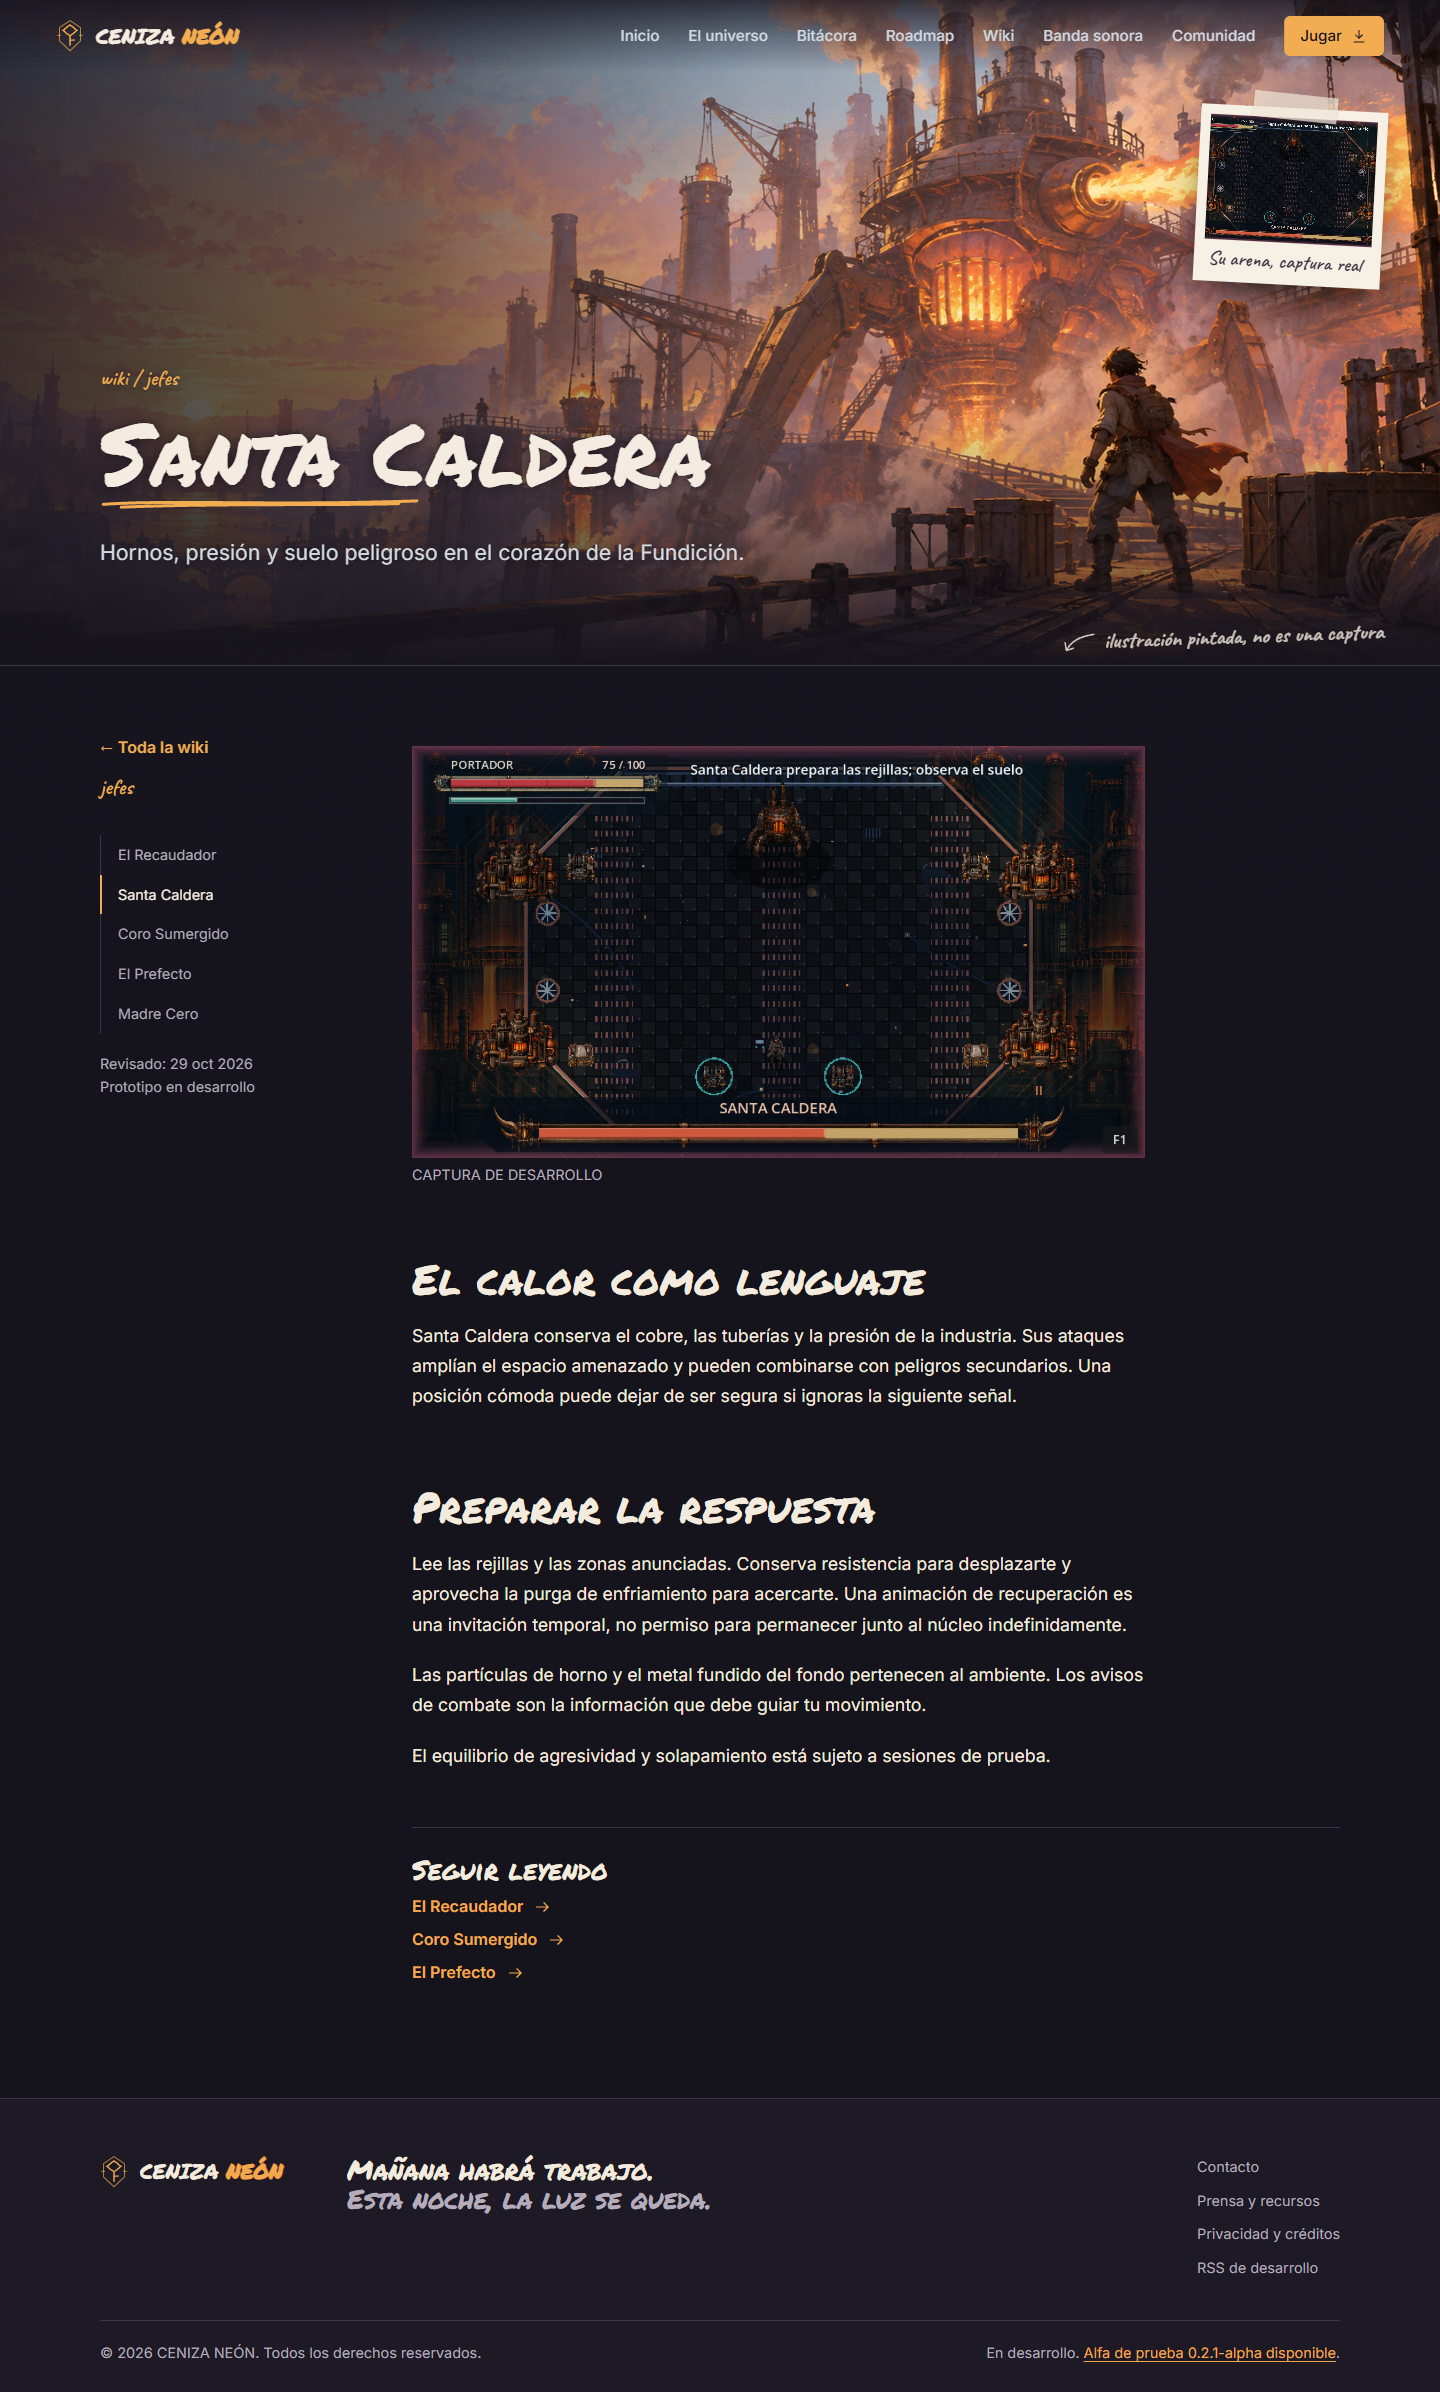 CENIZA NEÓN
Inicio
El universo
Bitácora
Roadmap
Wiki
Banda sonora
Comunidad
Jugar
Su arena, captura real
SANTA CALDERA
wiki / jefes
Santa Caldera
Hornos, presión y suelo peligroso en el corazón de la Fundición.
ilustración pintada, no es una captura
← Toda la wiki
jefes
El Recaudador
Santa Caldera
Coro Sumergido
El Prefecto
Madre Cero
Revisado: 29 oct 2026
Prototipo en desarrollo
PORTADOR 75 / 100
Santa Caldera prepara las rejillas; observa el suelo
SANTA CALDERA
F1
CAPTURA DE DESARROLLO
El calor como lenguaje
Santa Caldera conserva el cobre, las tuberías y la presión de la industria. Sus ataques
amplían el espacio amenazado y pueden combinarse con peligros secundarios. Una
posición cómoda puede dejar de ser segura si ignoras la siguiente señal.
Preparar la respuesta
Lee las rejillas y las zonas anunciadas. Conserva resistencia para desplazarte y
aprovecha la purga de enfriamiento para acercarte. Una animación de recuperación es
una invitación temporal, no permiso para permanecer junto al núcleo indefinidamente.
Las partículas de horno y el metal fundido del fondo pertenecen al ambiente. Los avisos
de combate son la información que debe guiar tu movimiento.
El equilibrio de agresividad y solapamiento está sujeto a sesiones de prueba.
Seguir leyendo
El Recaudador →
Coro Sumergido →
El Prefecto →
CENIZA NEÓN
Mañana habrá trabajo.
Esta noche, la luz se queda.
Contacto
Prensa y recursos
Privacidad y créditos
RSS de desarrollo
© 2026 CENIZA NEÓN. Todos los derechos reservados.
En desarrollo. Alfa de prueba 0.2.1-alpha disponible.